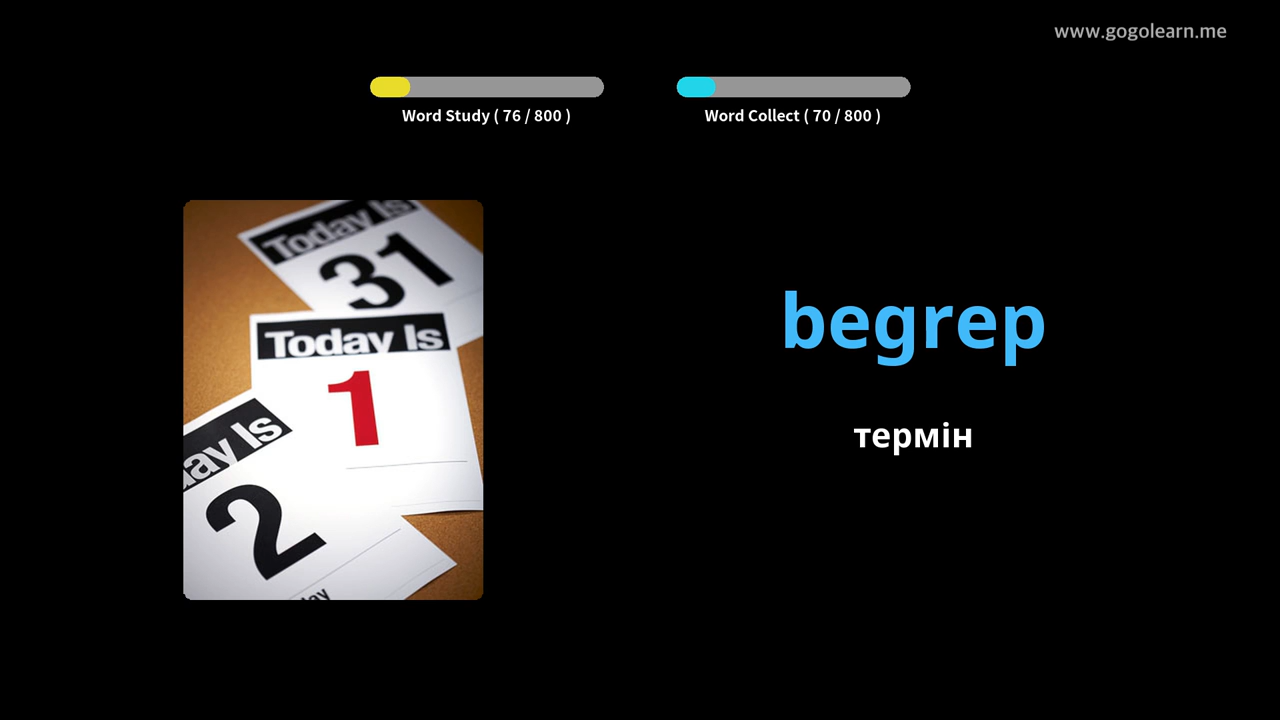 www.gogolearn.me
Word Study ( 76 / 800 )
Word Collect ( 70 / 800 )
Today Is
31
Today Is
1
ay Is
2
begrep
термін